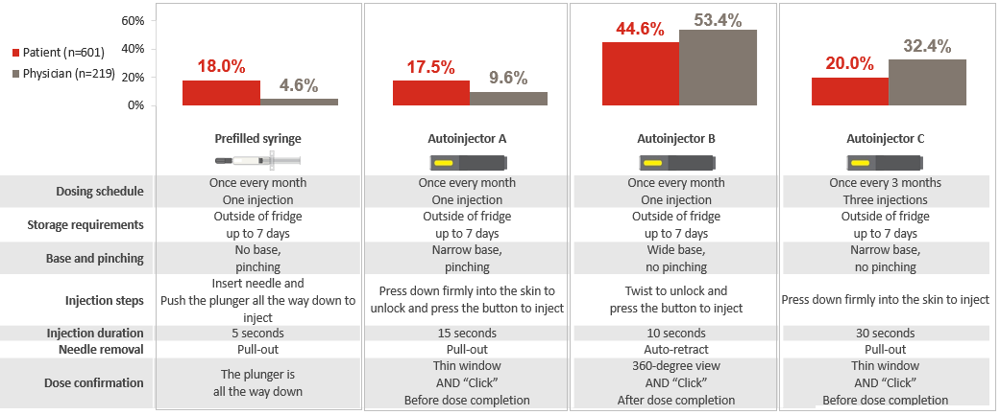 60%
40%
20%
0%
Patient (n=601)
Physician (n=219)
18.0%
4.6%
17.5%
9.6%
44.6%
53.4%
20.0%
32.4%
Prefilled syringe
Autoinjector A
Autoinjector B
Autoinjector C
Dosing schedule
Once every month
One injection
Once every month
One injection
Once every month
One injection
Once every 3 months
Three injections
Storage requirements
Outside of fridge
up to 7 days
Outside of fridge
up to 7 days
Outside of fridge
up to 7 days
Outside of fridge
up to 7 days
Base and pinching
No base,
pinching
Narrow base,
pinching
Wide base,
no pinching
Narrow base,
no pinching
Injection steps
Insert needle and
Push the plunger all the way down to
inject
Press down firmly into the skin to
unlock and press the button to inject
Twist to unlock and
press the button to inject
Press down firmly into the skin to inject
Injection duration
5 seconds
15 seconds
10 seconds
30 seconds
Needle removal
Pull-out
Pull-out
Auto-retract
Pull-out
Dose confirmation
The plunger is
all the way down
Thin window
AND “Click”
Before dose completion
360-degree view
AND “Click”
After dose completion
Thin window
AND “Click”
Before dose completion